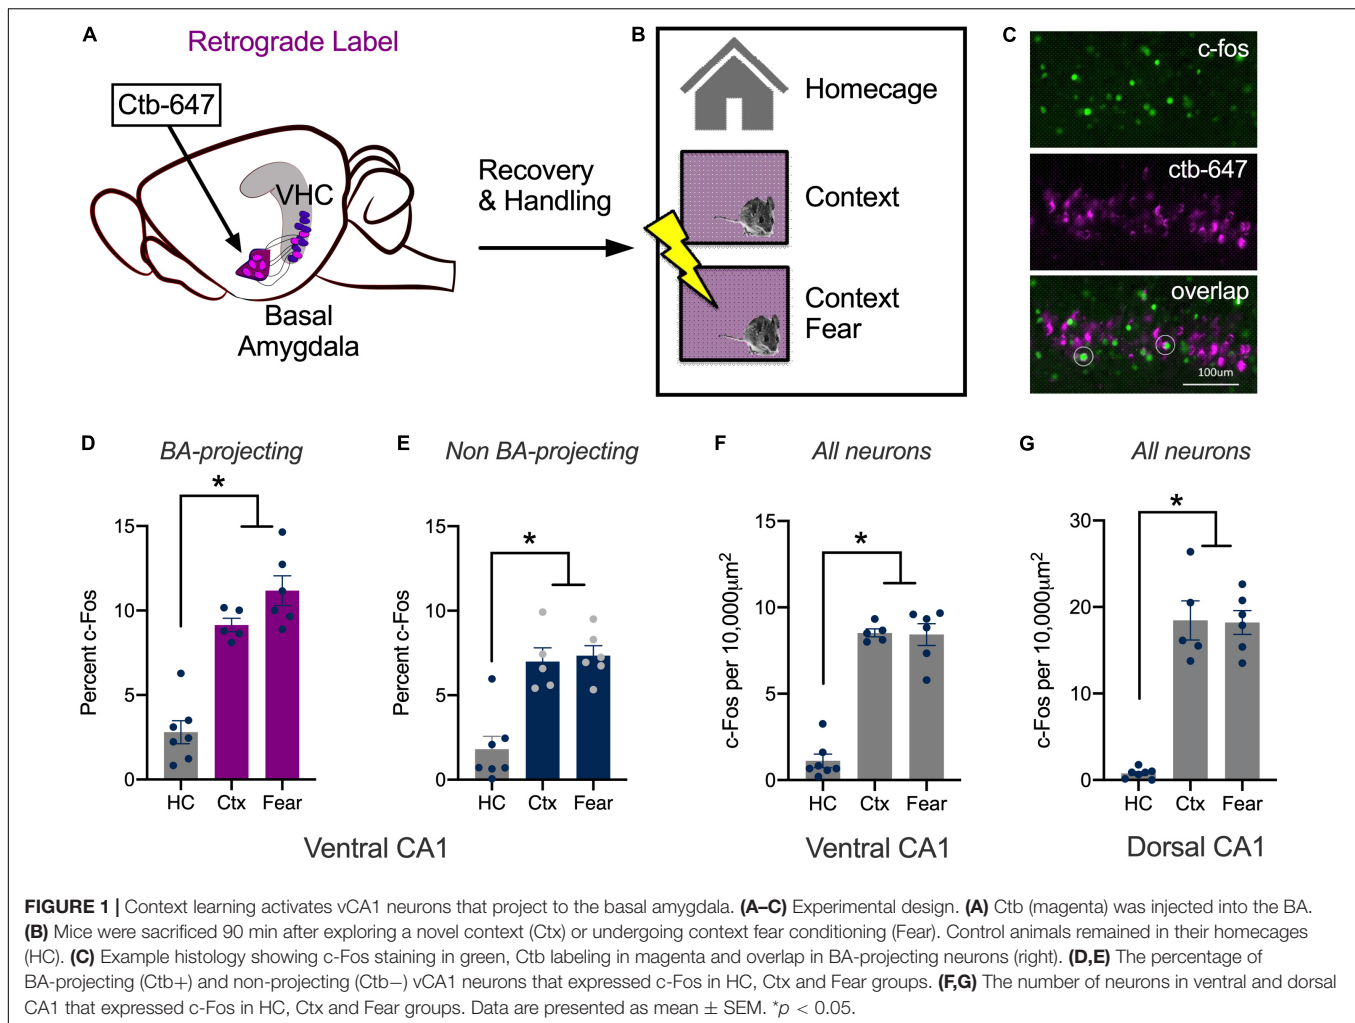 A
Retrograde Label
Ctb-647
VHC
Basal
Amygdala
Recovery
& Handling
B
Homecage
Context
Context
Fear
C
c-fos
ctb-647
overlap
100um
D
BA-projecting
*
Percent c-Fos
15
10
5
0
HC Ctx Fear
E
Non BA-projecting
*
Percent c-Fos
15
10
5
0
HC Ctx Fear
Ventral CA1
F
All neurons
*
c-Fos per 10,000μm²
15
10
5
0
HC Ctx Fear
Ventral CA1
G
All neurons
*
c-Fos per 10,000μm²
30
20
10
0
HC Ctx Fear
Dorsal CA1
FIGURE 1 | Context learning activates vCA1 neurons that project to the basal amygdala. (A–C) Experimental design. (A) Ctb (magenta) was injected into the BA.
(B) Mice were sacrificed 90 min after exploring a novel context (Ctx) or undergoing context fear conditioning (Fear). Control animals remained in their homecages
(HC). (C) Example histology showing c-Fos staining in green, Ctb labeling in magenta and overlap in BA-projecting neurons (right). (D,E) The percentage of
BA-projecting (Ctb+) and non-projecting (Ctb−) vCA1 neurons that expressed c-Fos in HC, Ctx and Fear groups. (F,G) The number of neurons in ventral and dorsal
CA1 that expressed c-Fos in HC, Ctx and Fear groups. Data are presented as mean ± SEM. *p < 0.05.